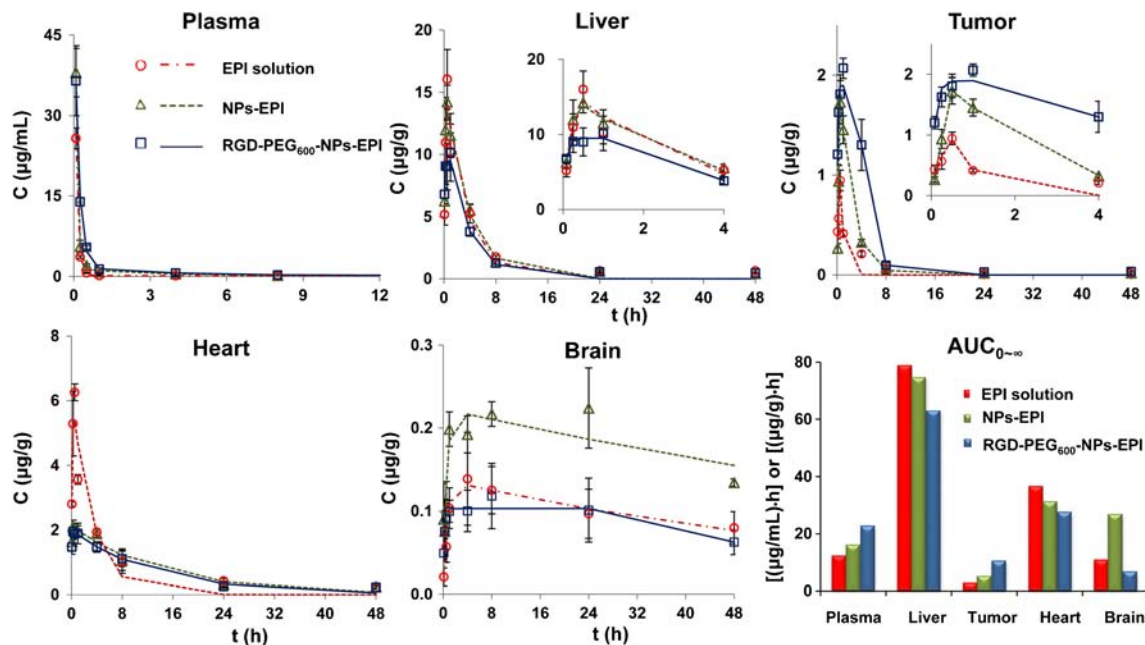 Plasma
C (µg/mL)
45
30
15
0
0 3 6 9 12
EPI solution
NPs-EPI
RGD-PEG600-NPs-EPI
Liver
C (µg/g)
20
15
10
5
0
0 8 16 24 32 40 48
t (h)
20
10
0
0 2 4
Tumor
C (µg/g)
2
1
0
0 8 16 24 32 40 48
t (h)
2
1
0
0 2 4
Heart
C (µg/g)
8
6
4
2
0
0 8 16 24 32 40 48
t (h)
Brain
C (µg/g)
0.3
0.2
0.1
0.0
0 8 16 24 32 40 48
t (h)
AUC0~∞
[(µg/mL)·h] or [(µg/g)·h]
80
60
40
20
0
EPI solution
NPs-EPI
RGD-PEG600-NPs-EPI
Plasma Liver Tumor Heart Brain